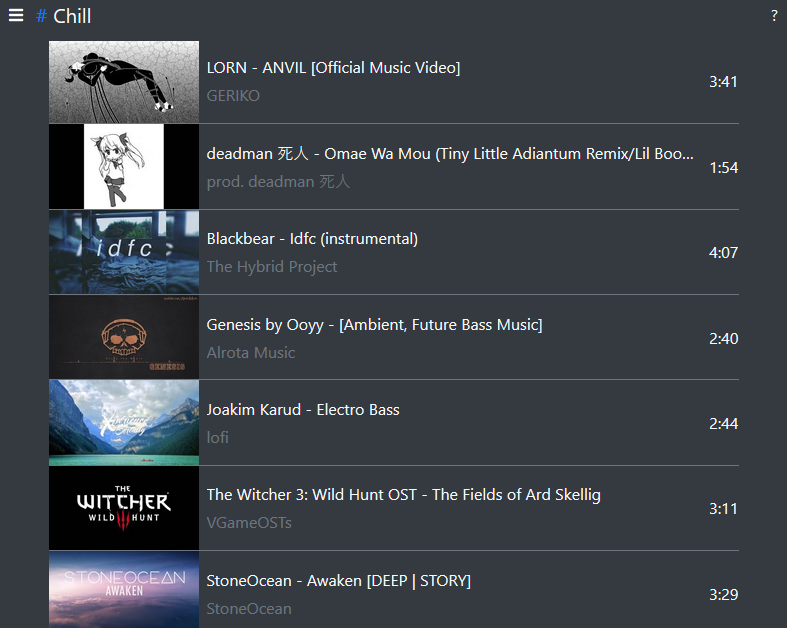 # Chill
?
LORN - ANVIL [Official Music Video]
GERIKO
3:41
deadman 死人 - Omae Wa Mou (Tiny Little Adiantum Remix/Lil Boo...
prod. deadman 死人
1:54
idfc
Blackbear - Idfc (instrumental)
The Hybrid Project
4:07
GENESIS
Genesis by Ooyy - [Ambient, Future Bass Music]
Alrota Music
2:40
Joakim Karud - Electro Bass
lofi
2:44
THE
WITCHER
WILD HUNT
The Witcher 3: Wild Hunt OST - The Fields of Ard Skellig
VGameOSTs
3:11
STONEOCEAN
AWAKEN
StoneOcean - Awaken [DEEP | STORY]
StoneOcean
3:29